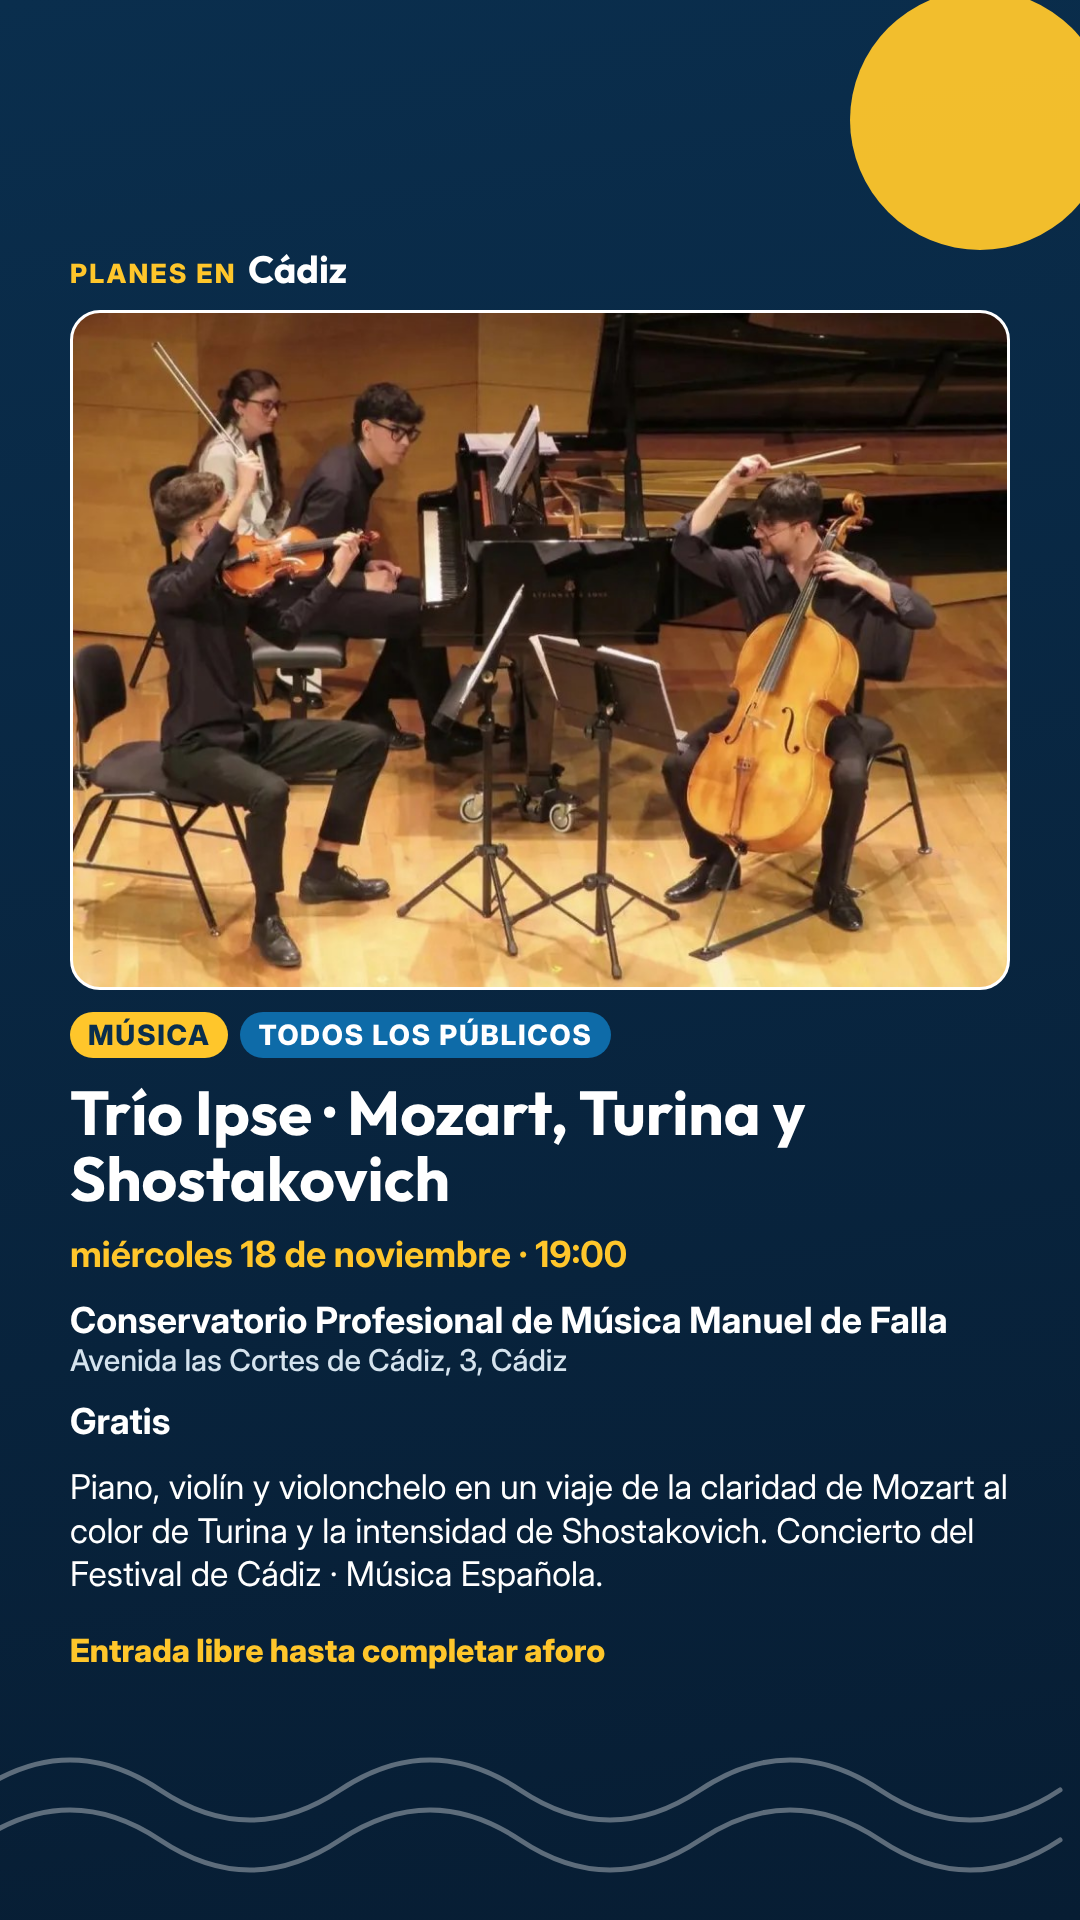 PLANES EN Cádiz
STEINWAY & SONS
MÚSICA TODOS LOS PÚBLICOS
Trío Ipse · Mozart, Turina y
Shostakovich
miércoles 18 de noviembre · 19:00
Conservatorio Profesional de Música Manuel de Falla
Avenida las Cortes de Cádiz, 3, Cádiz
Gratis
Piano, violín y violonchelo en un viaje de la claridad de Mozart al
color de Turina y la intensidad de Shostakovich. Concierto del
Festival de Cádiz · Música Española.
Entrada libre hasta completar aforo